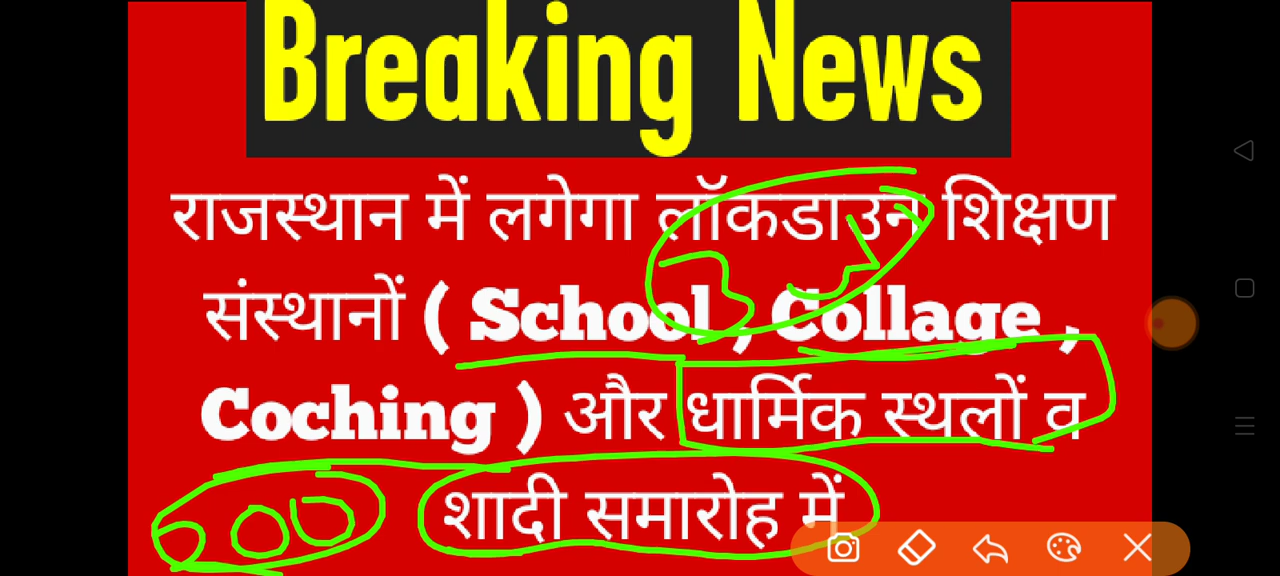 Breaking News
राजस्थान में लगेगा लॉकडाउन शिक्षण
संस्थानों ( School , Collage ,
Coching ) और धार्मिक स्थलों व
शादी समारोह में